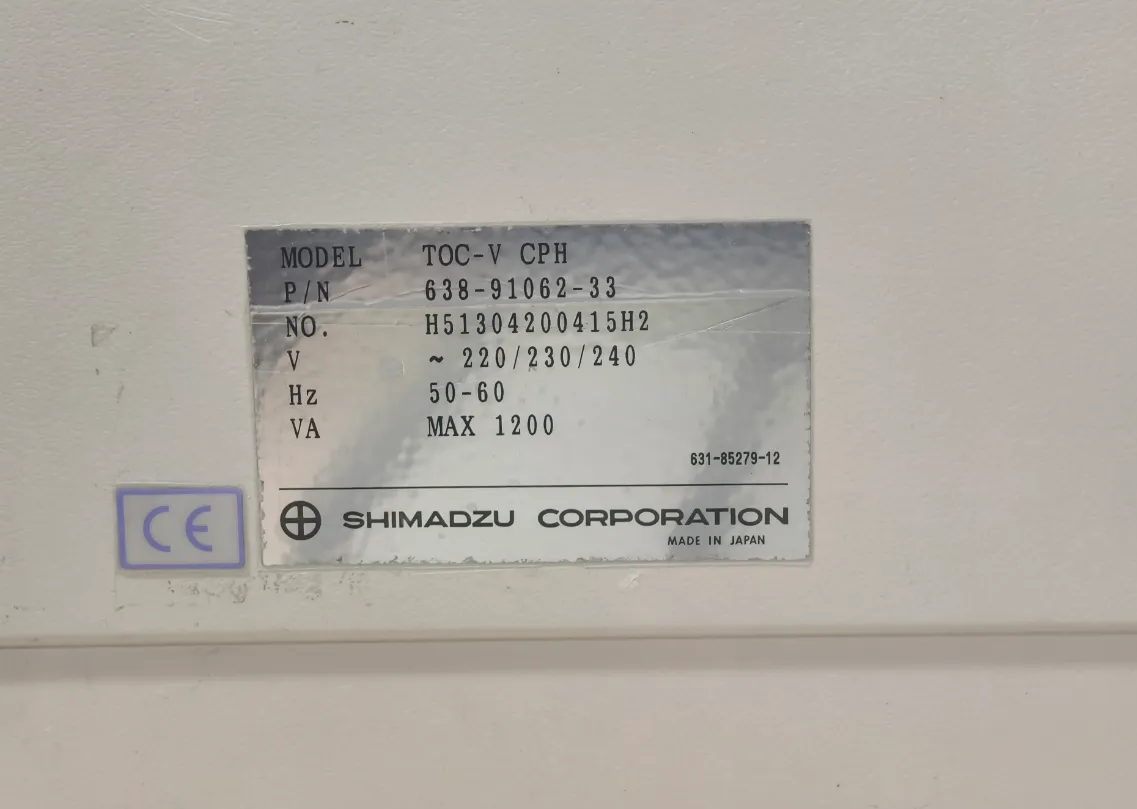 MODEL TOC-V CPH
P/N 638-91062-33
NO. H51304200415H2
V ~ 220/230/240
Hz 50-60
VA MAX 1200
631-85279-12
CE
SHIMADZU CORPORATION
MADE IN JAPAN